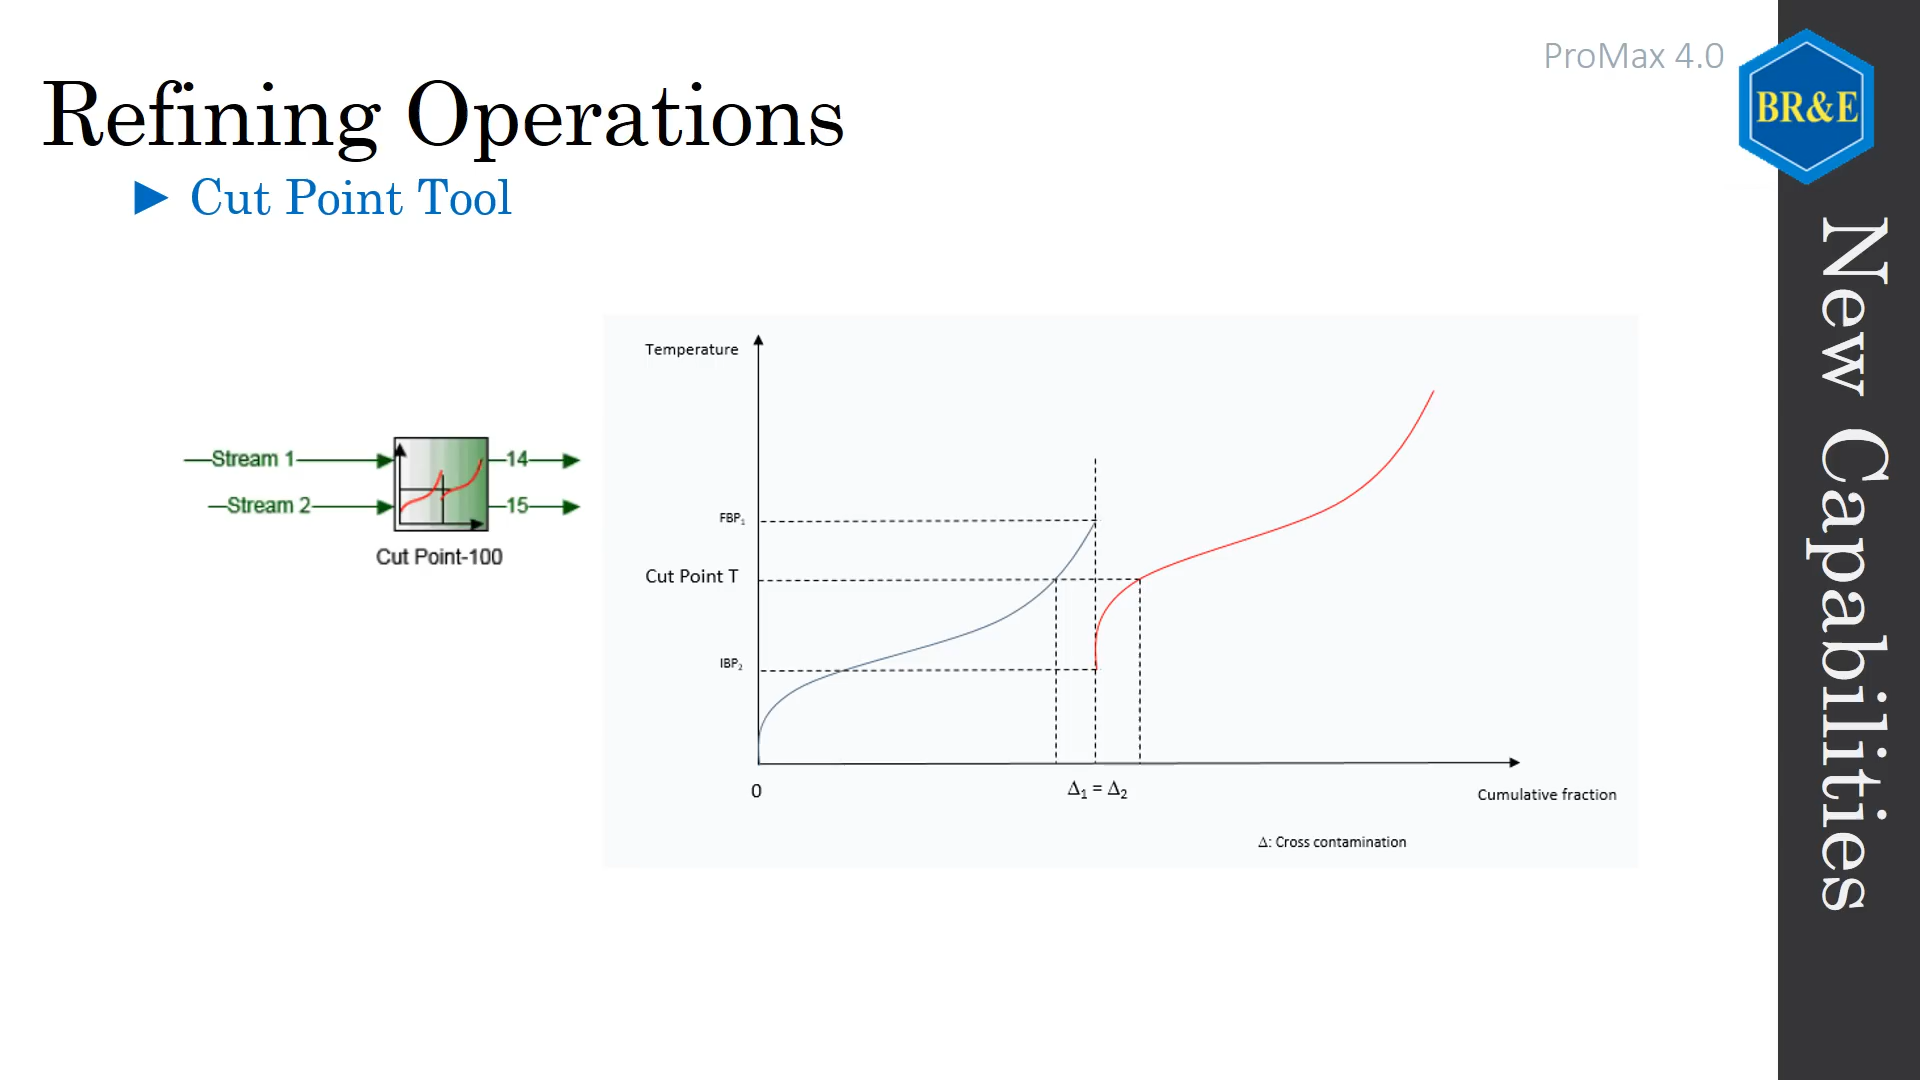 ProMax 4.0
BR&E
Refining Operations
► Cut Point Tool
New Capabilities
Stream 1
14
Stream 2
15
Cut Point-100
Temperature
FBP₁
Cut Point T
IBP₂
0
Δ₁ = Δ₂
Cumulative fraction
Δ: Cross contamination